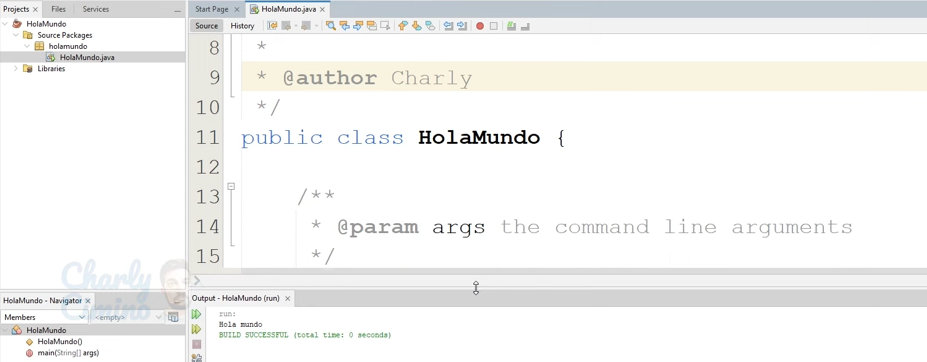 Projects Files Services
HolaMundo
Source Packages
holamundo
HolaMundo.java
Libraries
Start Page HolaMundo.java
Source History
8 *
9 * @author Charly
10 */
11 public class HolaMundo {
12
13 /**
14 * @param args the command line arguments
15 */
Charly
Cimino
HolaMundo - Navigator
Members <empty>
HolaMundo
HolaMundo()
main(String[] args)
Output - HolaMundo (run)
run:
Hola mundo
BUILD SUCCESSFUL (total time: 0 seconds)